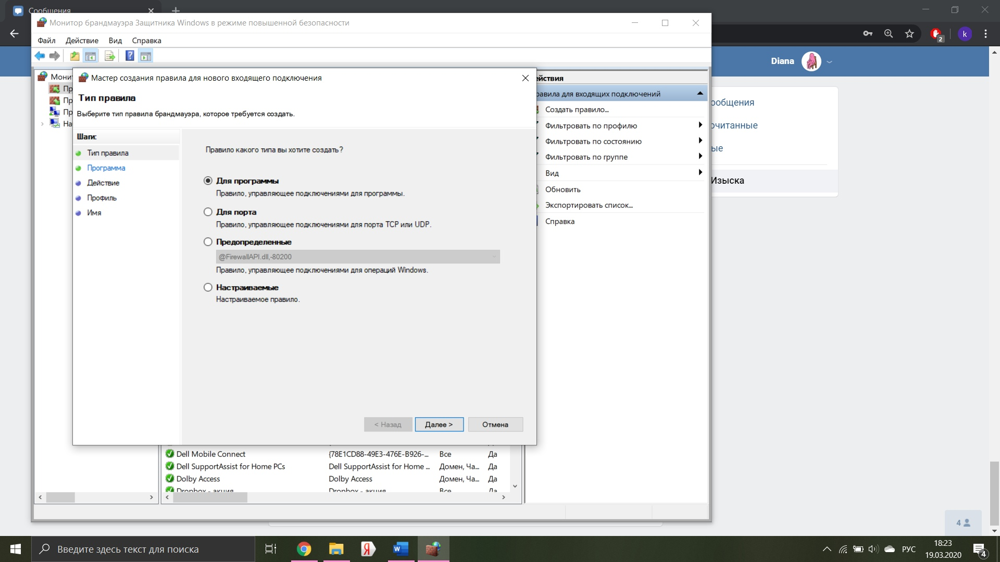 Сообщения
Монитор брандмауэра Защитника Windows в режиме повышенной безопасности
Файл Действие Вид Справка
2
k
Diana
Мастер создания правила для нового входящего подключения
Тип правила
Выберите тип правила брандмауэра, которое требуется создать.
Шаги:
Тип правила
Программа
Действие
Профиль
Имя
Правило какого типа вы хотите создать?
Для программы
Правило, управляющее подключениями для программы.
Для порта
Правило, управляющее подключениями для порта TCP или UDP.
Предопределенные
@FirewallAPI.dll,-80200
Правило, управляющее подключениями для операций Windows.
Настраиваемые
Настраиваемое правило.
< Назад
Далее >
Отмена
Мони
Пр
Пр
Пр
На
ействия
равила для входящих подключений
Создать правило...
Фильтровать по профилю
Фильтровать по состоянию
Фильтровать по группе
Вид
Обновить
Экспортировать список...
Справка
ообщения
очитанные
ые
Изыска
Dell Mobile Connect {78E1CD88-49E3-476E-B926-... Все Да
Dell SupportAssist for Home PCs Dell SupportAssist for Home ... Домен, Ча... Да
Dolby Access Dolby Access Домен, Ча... Да
Dropbox - акция Dropbox - акция Все Да
4
Введите здесь текст для поиска
РУС
18:23
19.03.2020
4